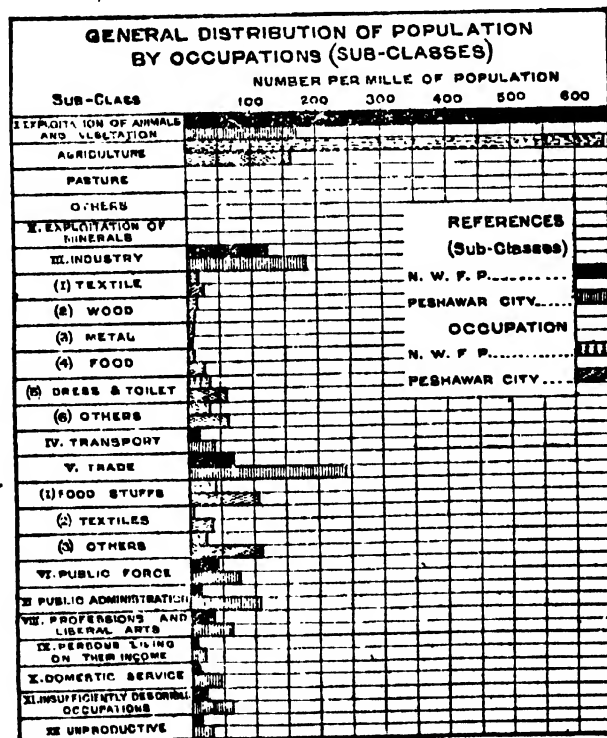 GENERAL DISTRIBUTION OF POPULATION
BY OCCUPATIONS (SUB-CLASSES)
NUMBER PER MILLE OF POPULATION
SUB-CLASS
100 200 300 400 500 600
I EXPLOITATION OF ANIMALS
AND VEGETATION
AGRICULTURE
PASTURE
OTHERS
II. EXPLOITATION OF
MINERALS
III. INDUSTRY
(1) TEXTILE
(2) WOOD
(3) METAL
(4) FOOD
(5) DRESS & TOILET
(6) OTHERS
IV. TRANSPORT
V. TRADE
(1) FOOD STUFFS
(2) TEXTILES
(3) OTHERS
VI. PUBLIC FORCE
PUBLIC ADMINISTRATION
VIII. PROFESSIONS AND
LIBERAL ARTS
IX. PERSONS LIVING
ON THEIR INCOME
X. DOMESTIC SERVICE
XI. INSUFFICIENTLY DESCRIBED
OCCUPATIONS
XII UNPRODUCTIVE
REFERENCES
(Sub-Classes)
N. W. F. P.
PESHAWAR CITY
OCCUPATION
N. W. F P.
PESHAWAR CITY